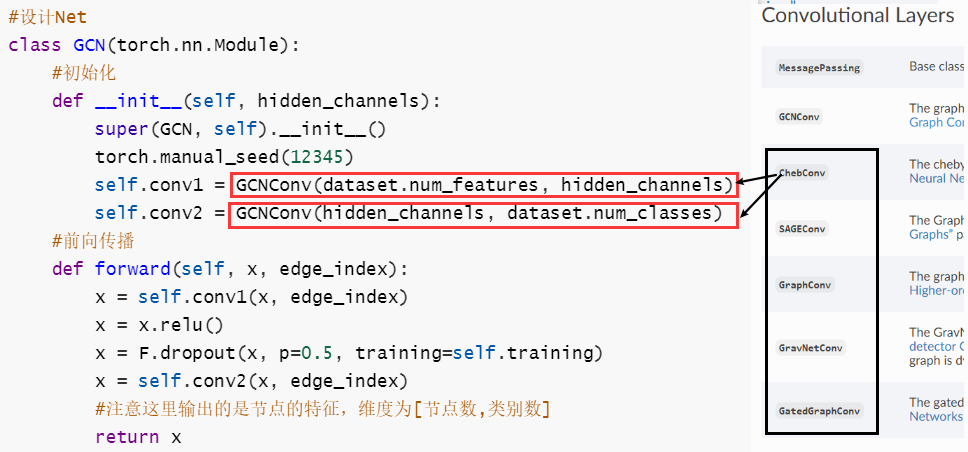 #设计Net
class GCN(torch.nn.Module):
#初始化
def __init__(self, hidden_channels):
super(GCN, self).__init__()
torch.manual_seed(12345)
self.conv1 = GCNConv(dataset.num_features, hidden_channels)
self.conv2 = GCNConv(hidden_channels, dataset.num_classes)
#前向传播
def forward(self, x, edge_index):
x = self.conv1(x, edge_index)
x = x.relu()
x = F.dropout(x, p=0.5, training=self.training)
x = self.conv2(x, edge_index)
#注意这里输出的是节点的特征，维度为[节点数,类别数]
return x
Convolutional Layers
MessagePassing Base class
GCNConv The graph
Graph Con
ChebConv The cheby
Neural Ne
SAGEConv The Graph
Graphs" pa
GraphConv The graph
Higher-ord
GravNetConv The GravN
detector G
graph is dy
GatedGraphConv The gated
Networks